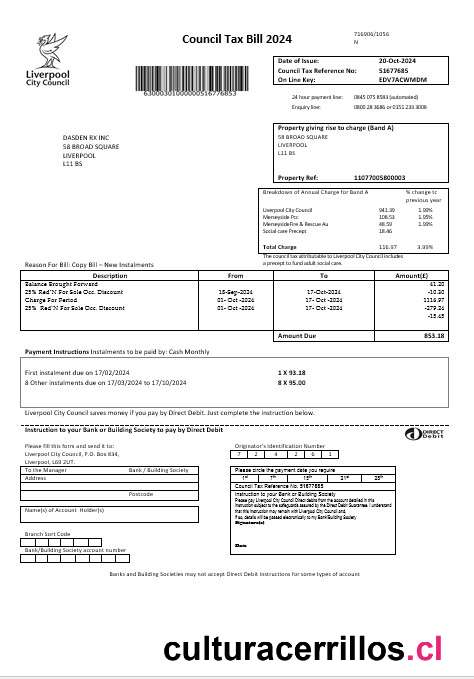 716906/1056
N
Council Tax Bill 2024
Liverpool
City Council
63000301000000516776853
Date of Issue: 20-Oct-2024
Council Tax Reference No: 51677685
On Line Key: EDV7ACWMDM
24 hour payment line: 0845 075 8583 (automated)
Enquiry line: 0800 28 3686 or 0151 233 3008
DASDEN RX INC
58 BROAD SQUARE
LIVERPOOL
L11 BS
Property giving rise to charge (Band A)
58 BROAD SQUARE
LIVERPOOL
L11 BS
Property Ref: 11077005800003
Breakdown of Annual Charge for Band A % change to
previous year
Liverpool City Council 941.39 1.99%
Merseyside Pcc 108.53 1.95%
Merseyside Fire & Rescue Au 48.59 1.98%
Social care Precept 18.46
Total Charge 116.97 3.99%
The council tax attributable to Liverpool City Council includes
a precept to fund adult social care.
Reason For Bill: Copy Bill – New Instalments
Description From To Amount(£)
Balance Brought Forward 41.20
25% Red'N For Sole Occ. Discount 18-Sep-2024 17-Oct-2024 -10.30
Charge For Period 01- Oct -2024 17- Oct -2024 1116.97
25% Red'N For Sole Occ. Discount 01- Oct -2024 17- Oct -2024 -279.24
-15.45
Amount Due 853.18
Payment Instructions Instalments to be paid by: Cash Monthly
First instalment due on 17/02/2024 1 X 93.18
8 Other instalments due on 17/03/2024 to 17/10/2024 8 X 95.00
Liverpool City Council saves money if you pay by Direct Debit. Just complete the instruction below.
Instruction to your Bank or Building Society to pay by Direct Debit
DIRECT
Debit
Please fill this form and send it to:
Liverpool City Council, P.O. Box 834,
Liverpool, L69 2UT.
Originator's Identification Number
7 2 4 2 6 1
To the Manager Bank / Building Society
Address
Postcode
Name(s) of Account Holder(s)
Please circle the payment date you require
1st 7th 15th 21st 25th
Council Tax Reference No. 51677685
Instruction to your Bank or Building Society
Please pay Liverpool City Council Direct debits from the account detailed in this
instruction subject to the safeguards assured by the Direct Debit Guarantee. I understand
that this instruction may remain with Liverpool City Council and,
if so, details will be passed electronically to my Bank/Building Society
Signature(s)
Date
Branch Sort Code
Bank/Building Society account number
Banks and Building Societies may not accept Direct Debit Instructions for some types of account
culturacerrillos.cl